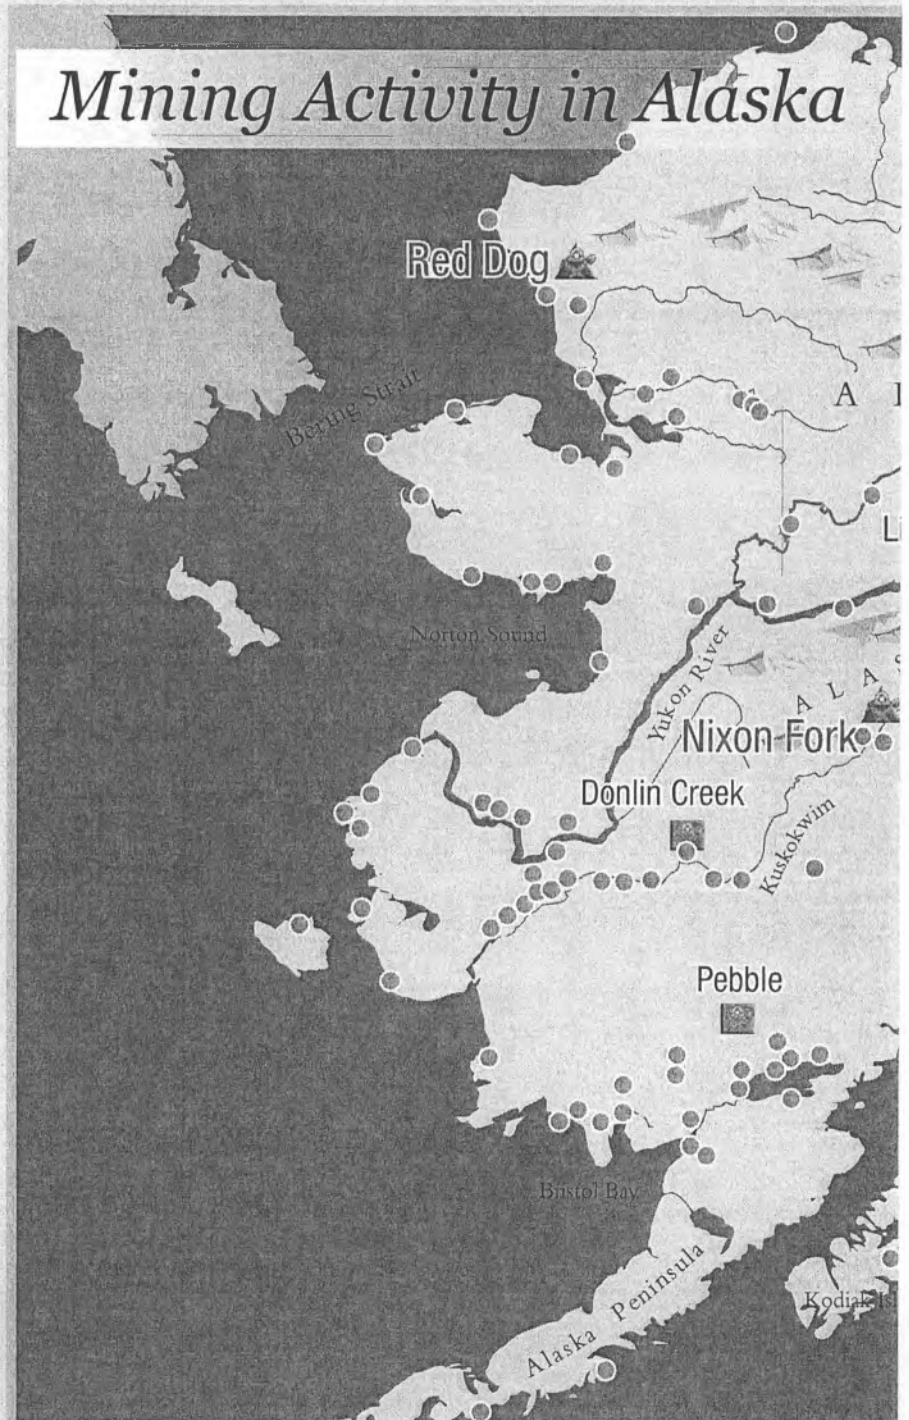 Mining Activity in Alaska
Red Dog
Bering Strait
A
Norton Sound
Yukon River
A L A S
Nixon Fork
Donlin Creek
Kuskokwim
Pebble
Bristol Bay
Alaska Peninsula
Kodiak